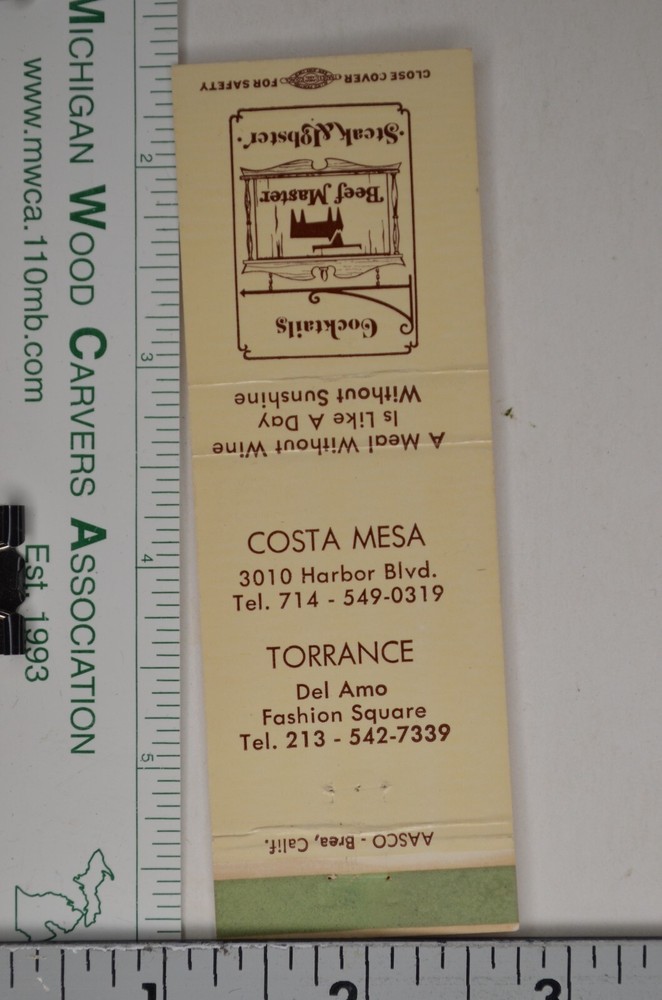 MICHIGAN WOOD CARVERS ASSOCIATION
www.mwca.110mb.com
Est. 1993
2
3
4
5
CLOSE COVER FOR SAFETY
Steak & Lobster
Beef Master
Cocktails
A Meal Without Wine
Is Like A Day
Without Sunshine
COSTA MESA
3010 Harbor Blvd.
Tel. 714 - 549-0319
TORRANCE
Del Amo
Fashion Square
Tel. 213 - 542-7339
AASCO - Brea, Calif.
1
2
3